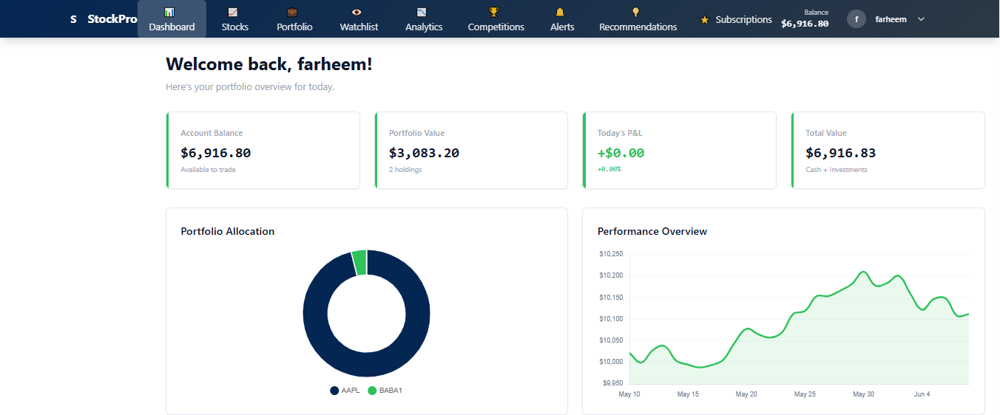 S StockPro
Dashboard Stocks Portfolio Watchlist Analytics Competitions Alerts Recommendations Subscriptions
Balance
$6,916.80
f farheem
Welcome back, farheem!
Here's your portfolio overview for today.
Account Balance
$6,916.80
Available to trade
Portfolio Value
$3,083.20
2 holdings
Today's P&L
+$0.00
+0.00%
Total Value
$6,916.83
Cash + Investments
Portfolio Allocation
AAPL BABA1
Performance Overview
$10,250
$10,200
$10,150
$10,100
$10,050
$10,000
$9,950
May 10 May 15 May 20 May 25 May 30 Jun 4